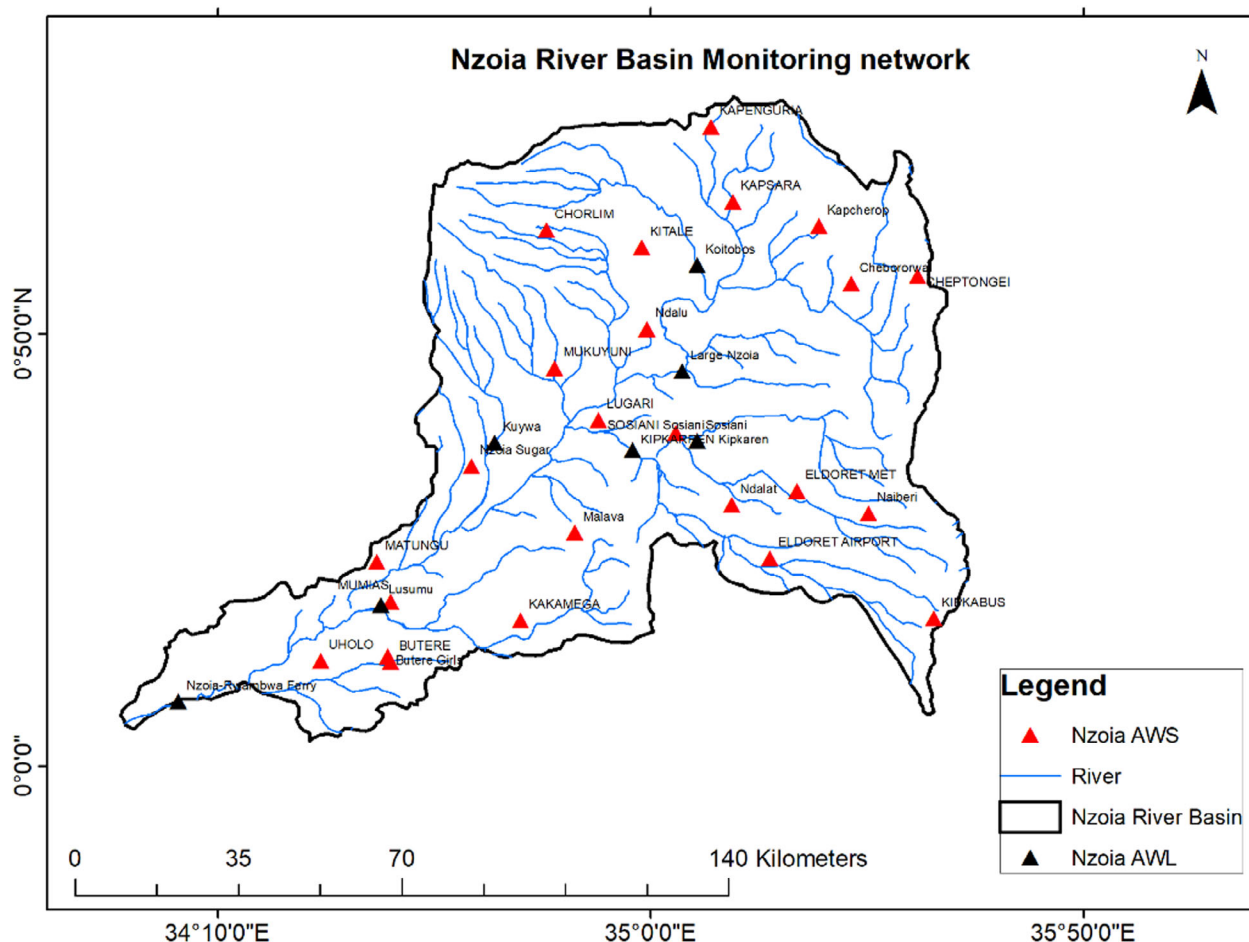 Nzoia River Basin Monitoring network
N
KAPENGURIA
KAPSARA
CHORLIM
Kapcherop
KITALE
Koitobos
Chebororwai
CHEPTONGEI
Ndalu
0°50'0"N
MUKUYUNI
Large Nzoia
LUGARI
SOSIANI Sosiani Sosiani
Kuywa
KIPKARREN Kipkaren
Nzoia Sugar
ELDORET MET
Ndalat
Naiberi
Malava
ELDORET AIRPORT
MATUNGU
MUMIAS
Lusumu
KAKAMEGA
KIPKABUS
UHOLO
BUTERE
Butere Girls
Nzoia-Rwambwa Ferry
0°0'0"
Legend
Nzoia AWS
River
Nzoia River Basin
Nzoia AWL
0 35 70 140 Kilometers
34°10'0"E 35°0'0"E 35°50'0"E